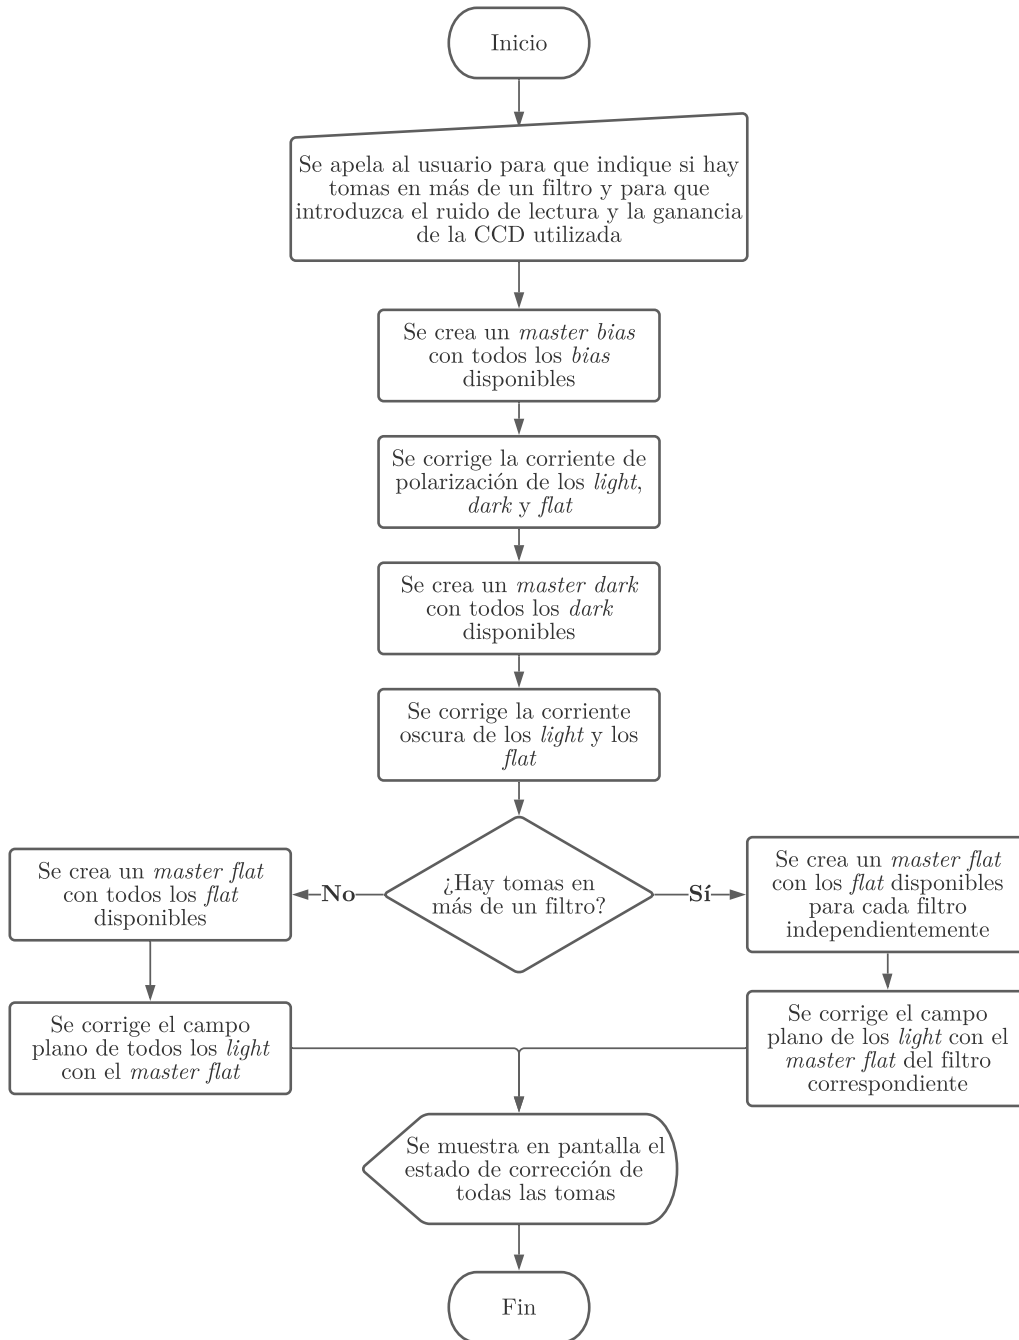 Inicio
Se apela al usuario para que indique si hay
tomas en más de un filtro y para que
introduzca el ruido de lectura y la ganancia
de la CCD utilizada
Se crea un master bias
con todos los bias
disponibles
Se corrige la corriente de
polarización de los light,
dark y flat
Se crea un master dark
con todos los dark
disponibles
Se corrige la corriente
oscura de los light y los
flat
¿Hay tomas en
más de un filtro?
No
Sí
Se crea un master flat
con todos los flat
disponibles
Se corrige el campo
plano de todos los light
con el master flat
Se crea un master flat
con los flat disponibles
para cada filtro
independientemente
Se corrige el campo
plano de los light con el
master flat del filtro
correspondiente
Se muestra en pantalla el
estado de corrección de
todas las tomas
Fin